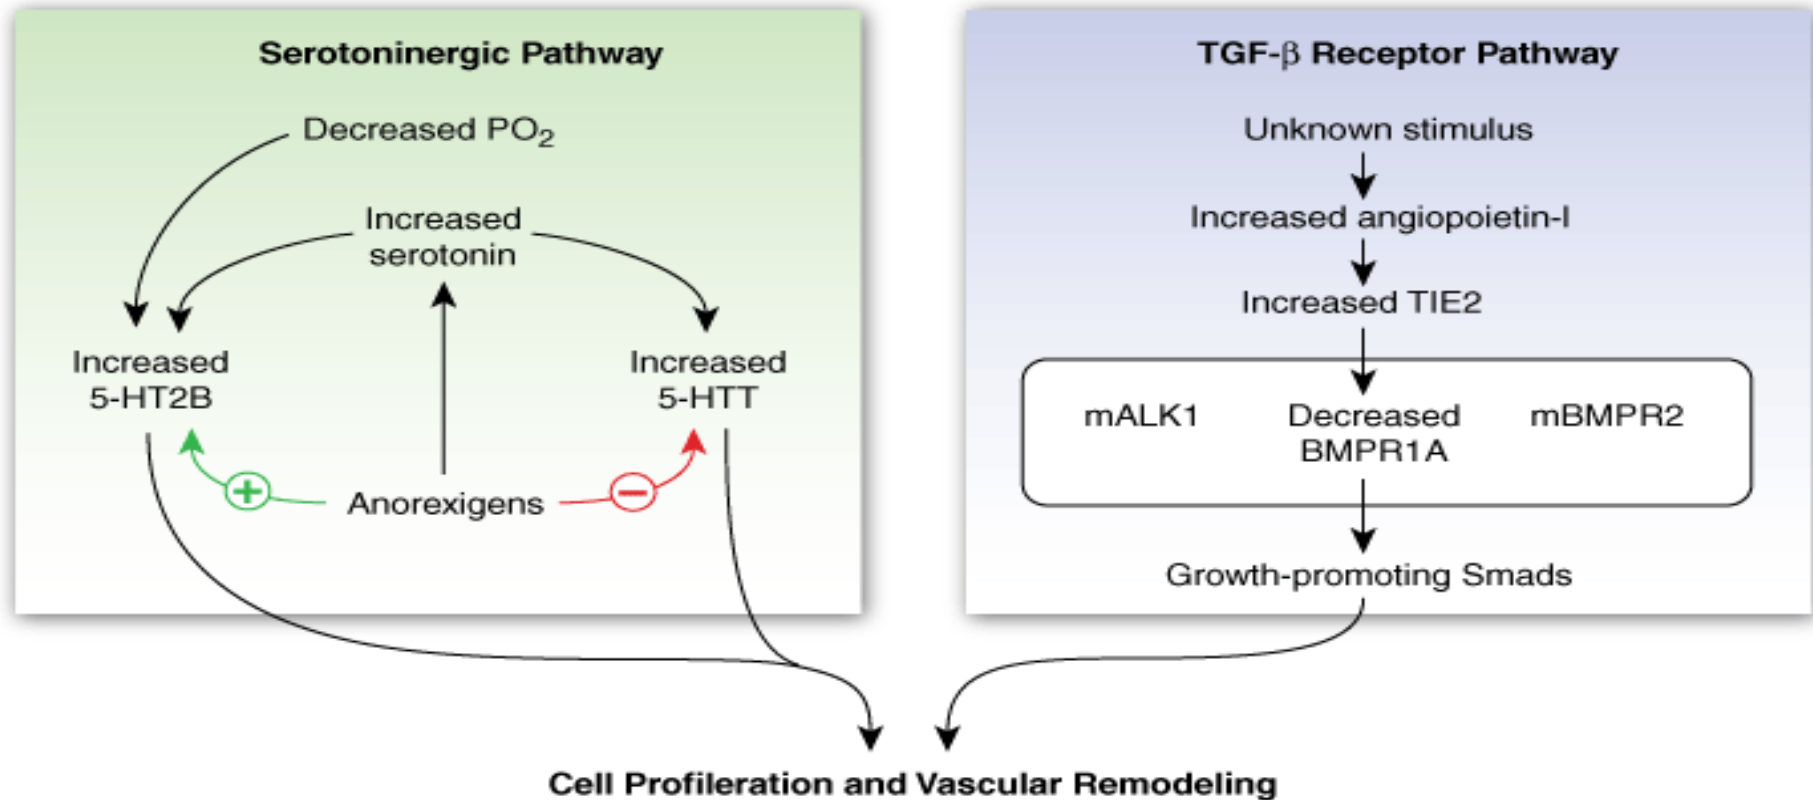 Serotoninergic Pathway
Decreased PO₂
Increased
serotonin
Increased
5-HT2B
Increased
5-HTT
+
Anorexigens
−
TGF-β Receptor Pathway
Unknown stimulus
Increased angiopoietin-I
Increased TIE2
mALK1
Decreased
BMPR1A
mBMPR2
Growth-promoting Smads
Cell Profileration and Vascular Remodeling